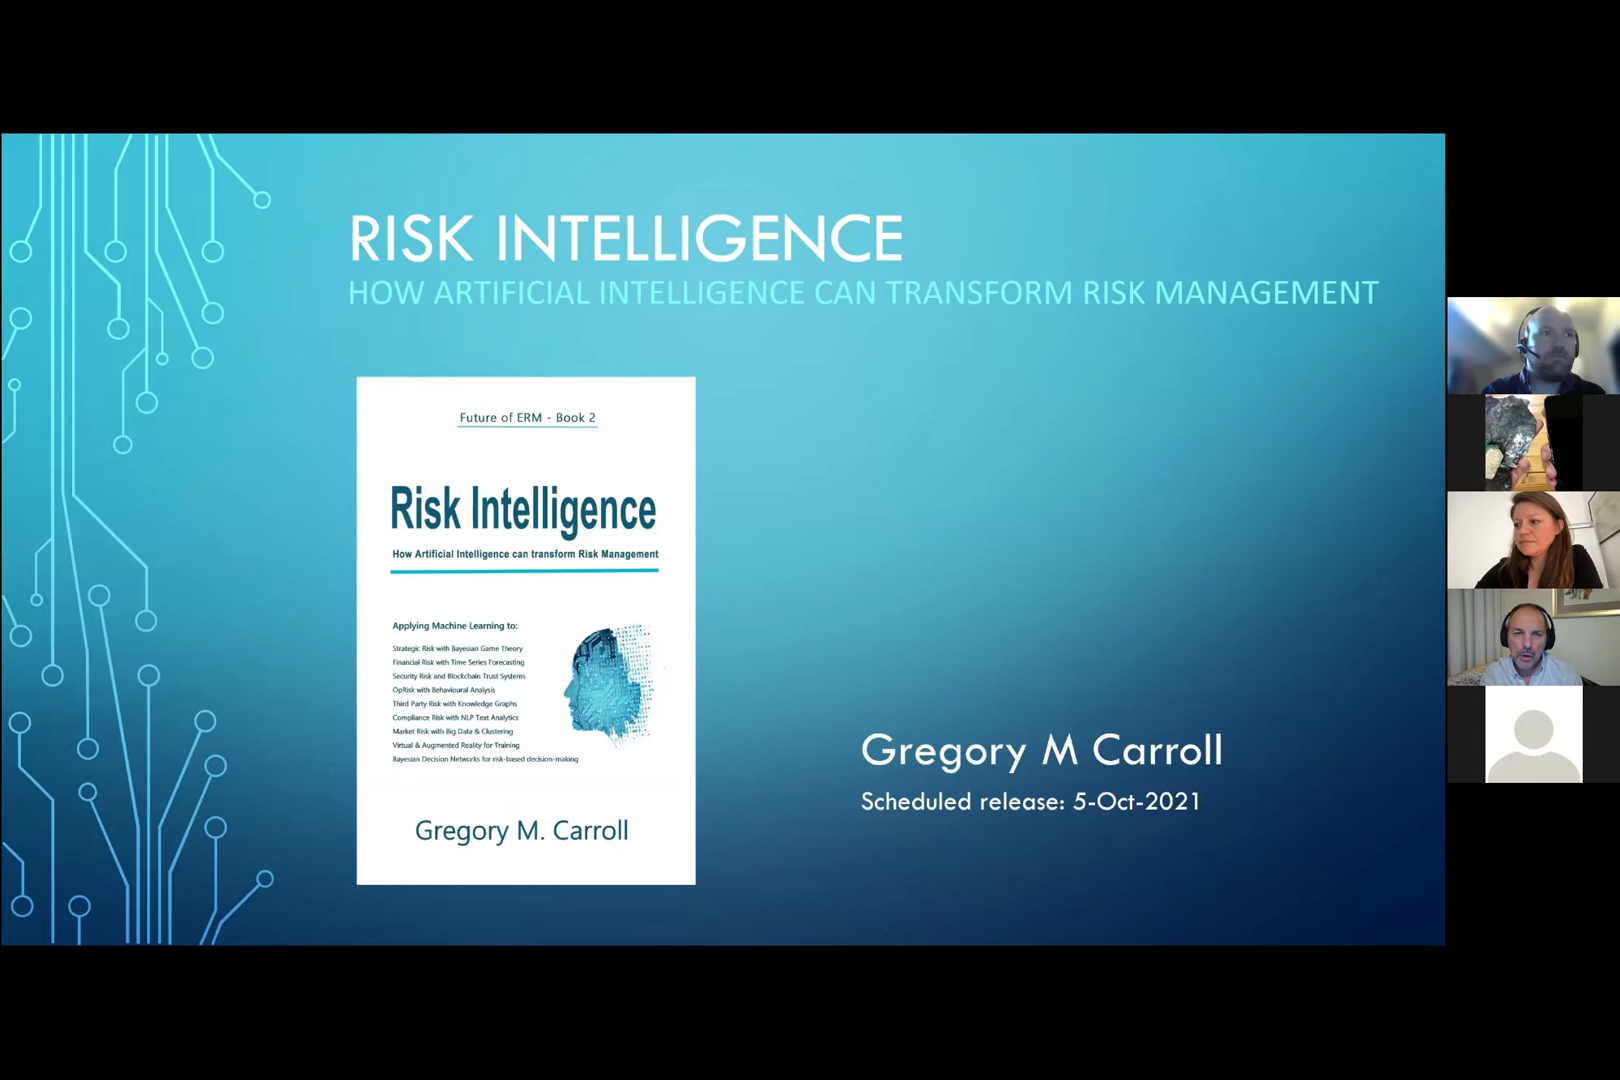 RISK INTELLIGENCE
HOW ARTIFICIAL INTELLIGENCE CAN TRANSFORM RISK MANAGEMENT
Future of ERM - Book 2
Risk Intelligence
How Artificial Intelligence can transform Risk Management
Applying Machine Learning to:
Strategic Risk with Bayesian Game Theory
Financial Risk with Time Series Forecasting
Security Risk and Blockchain Trust Systems
OpRisk with Behavioural Analysis
Third Party Risk with Knowledge Graphs
Compliance Risk with NLP Text Analytics
Market Risk with Big Data & Clustering
Virtual & Augmented Reality for Training
Bayesian Decision Networks for risk-based decision-making
Gregory M. Carroll
Gregory M Carroll
Scheduled release: 5-Oct-2021